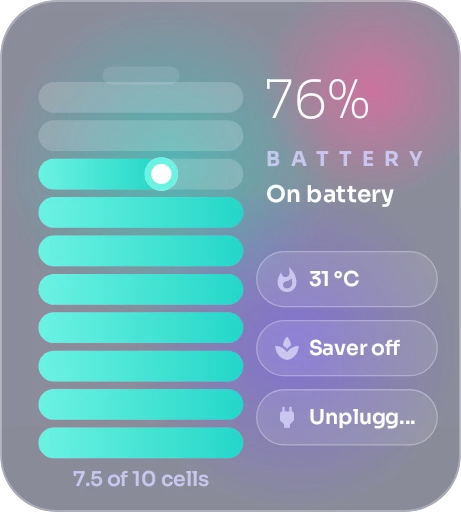 76%
BATTERY
On battery
31 °C
Saver off
Unplugg...
7.5 of 10 cells